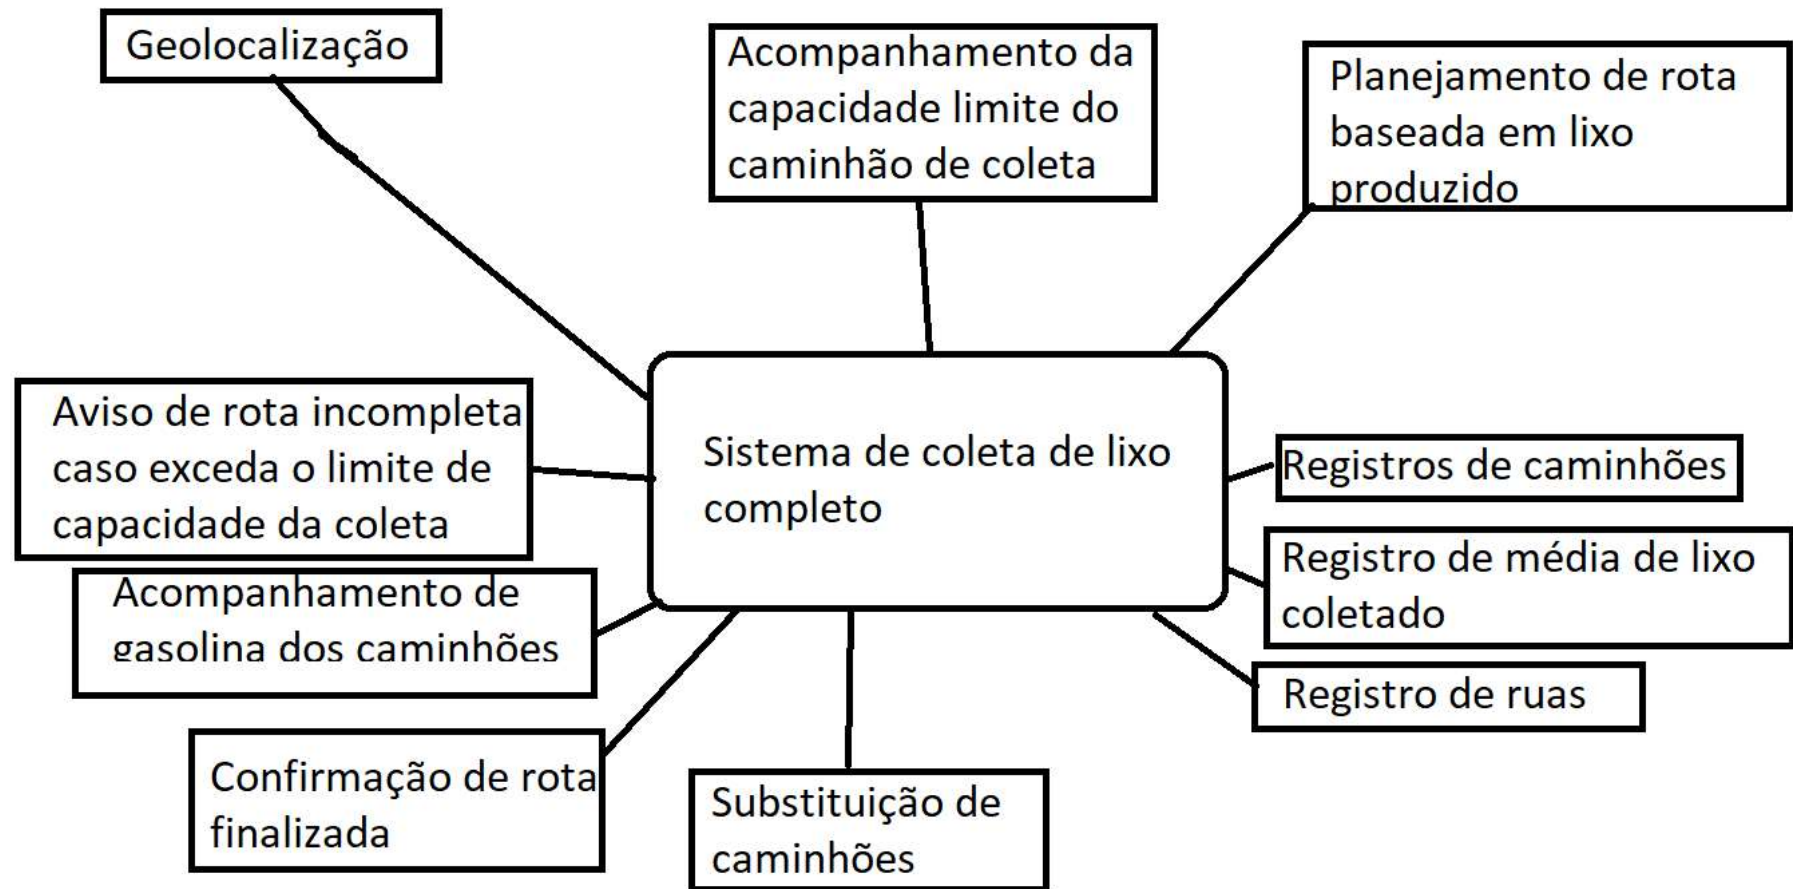 Geolocalização
Acompanhamento da
capacidade limite do
caminhão de coleta
Planejamento de rota
baseada em lixo
produzido
Aviso de rota incompleta
caso exceda o limite de
capacidade da coleta
Sistema de coleta de lixo
completo
Registros de caminhões
Registro de média de lixo
coletado
Acompanhamento de
gasolina dos caminhões
Registro de ruas
Confirmação de rota
finalizada
Substituição de
caminhões